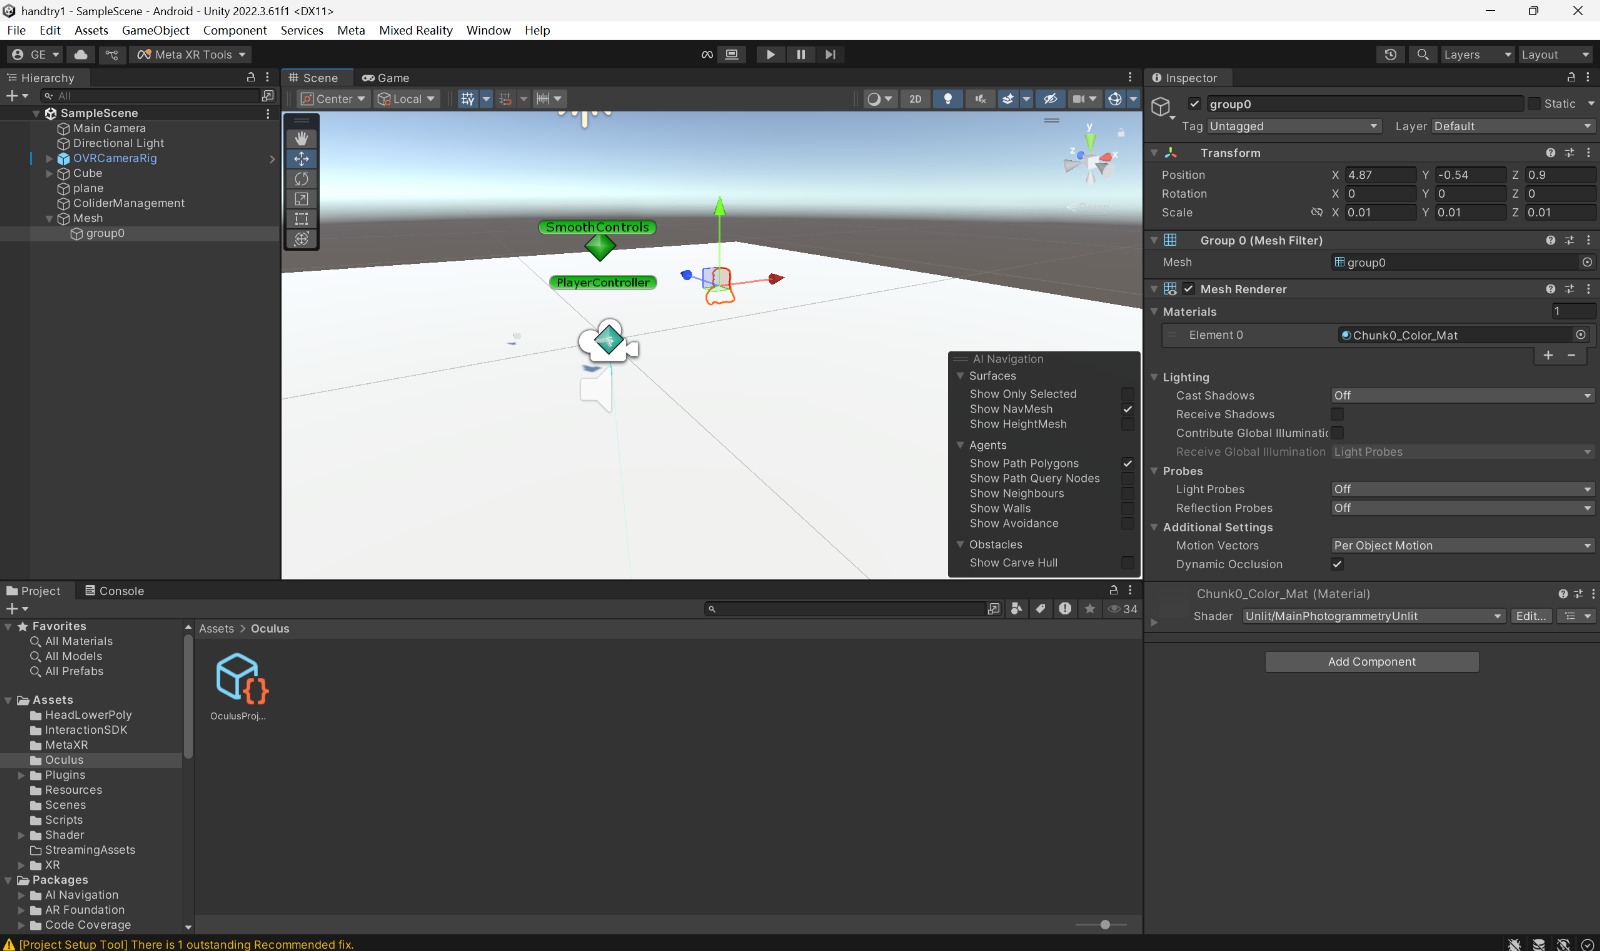 handtry1 - SampleScene - Android - Unity 2022.3.61f1 <DX11>
File Edit Assets GameObject Component Services Meta Mixed Reality Window Help
GE Meta XR Tools Layers Layout
Hierarchy
All
SampleScene
Main Camera
Directional Light
OVRCameraRig
Cube
plane
ColiderManagement
Mesh
group0
Scene Game
Center Local 2D
y
z x
SmoothControls
PlayerController
AI Navigation
Surfaces
Show Only Selected
Show NavMesh
Show HeightMesh
Agents
Show Path Polygons
Show Path Query Nodes
Show Neighbours
Show Walls
Show Avoidance
Obstacles
Show Carve Hull
Inspector
group0 Static
Tag Untagged Layer Default
Transform
Position X 4.87 Y -0.54 Z 0.9
Rotation X 0 Y 0 Z 0
Scale X 0.01 Y 0.01 Z 0.01
Group 0 (Mesh Filter)
Mesh group0
Mesh Renderer
Materials 1
Element 0 Chunk0_Color_Mat
Lighting
Cast Shadows Off
Receive Shadows
Contribute Global Illuminatic
Receive Global Illumination Light Probes
Probes
Light Probes Off
Reflection Probes Off
Additional Settings
Motion Vectors Per Object Motion
Dynamic Occlusion
Chunk0_Color_Mat (Material)
Shader Unlit/MainPhotogrammetryUnlit Edit...
Add Component
Project Console
34
Favorites
All Materials
All Models
All Prefabs
Assets
HeadLowerPoly
InteractionSDK
MetaXR
Oculus
Plugins
Resources
Scenes
Scripts
Shader
StreamingAssets
XR
Packages
AI Navigation
AR Foundation
Code Coverage
Assets > Oculus
OculusProj...
[Project Setup Tool] There is 1 outstanding Recommended fix.